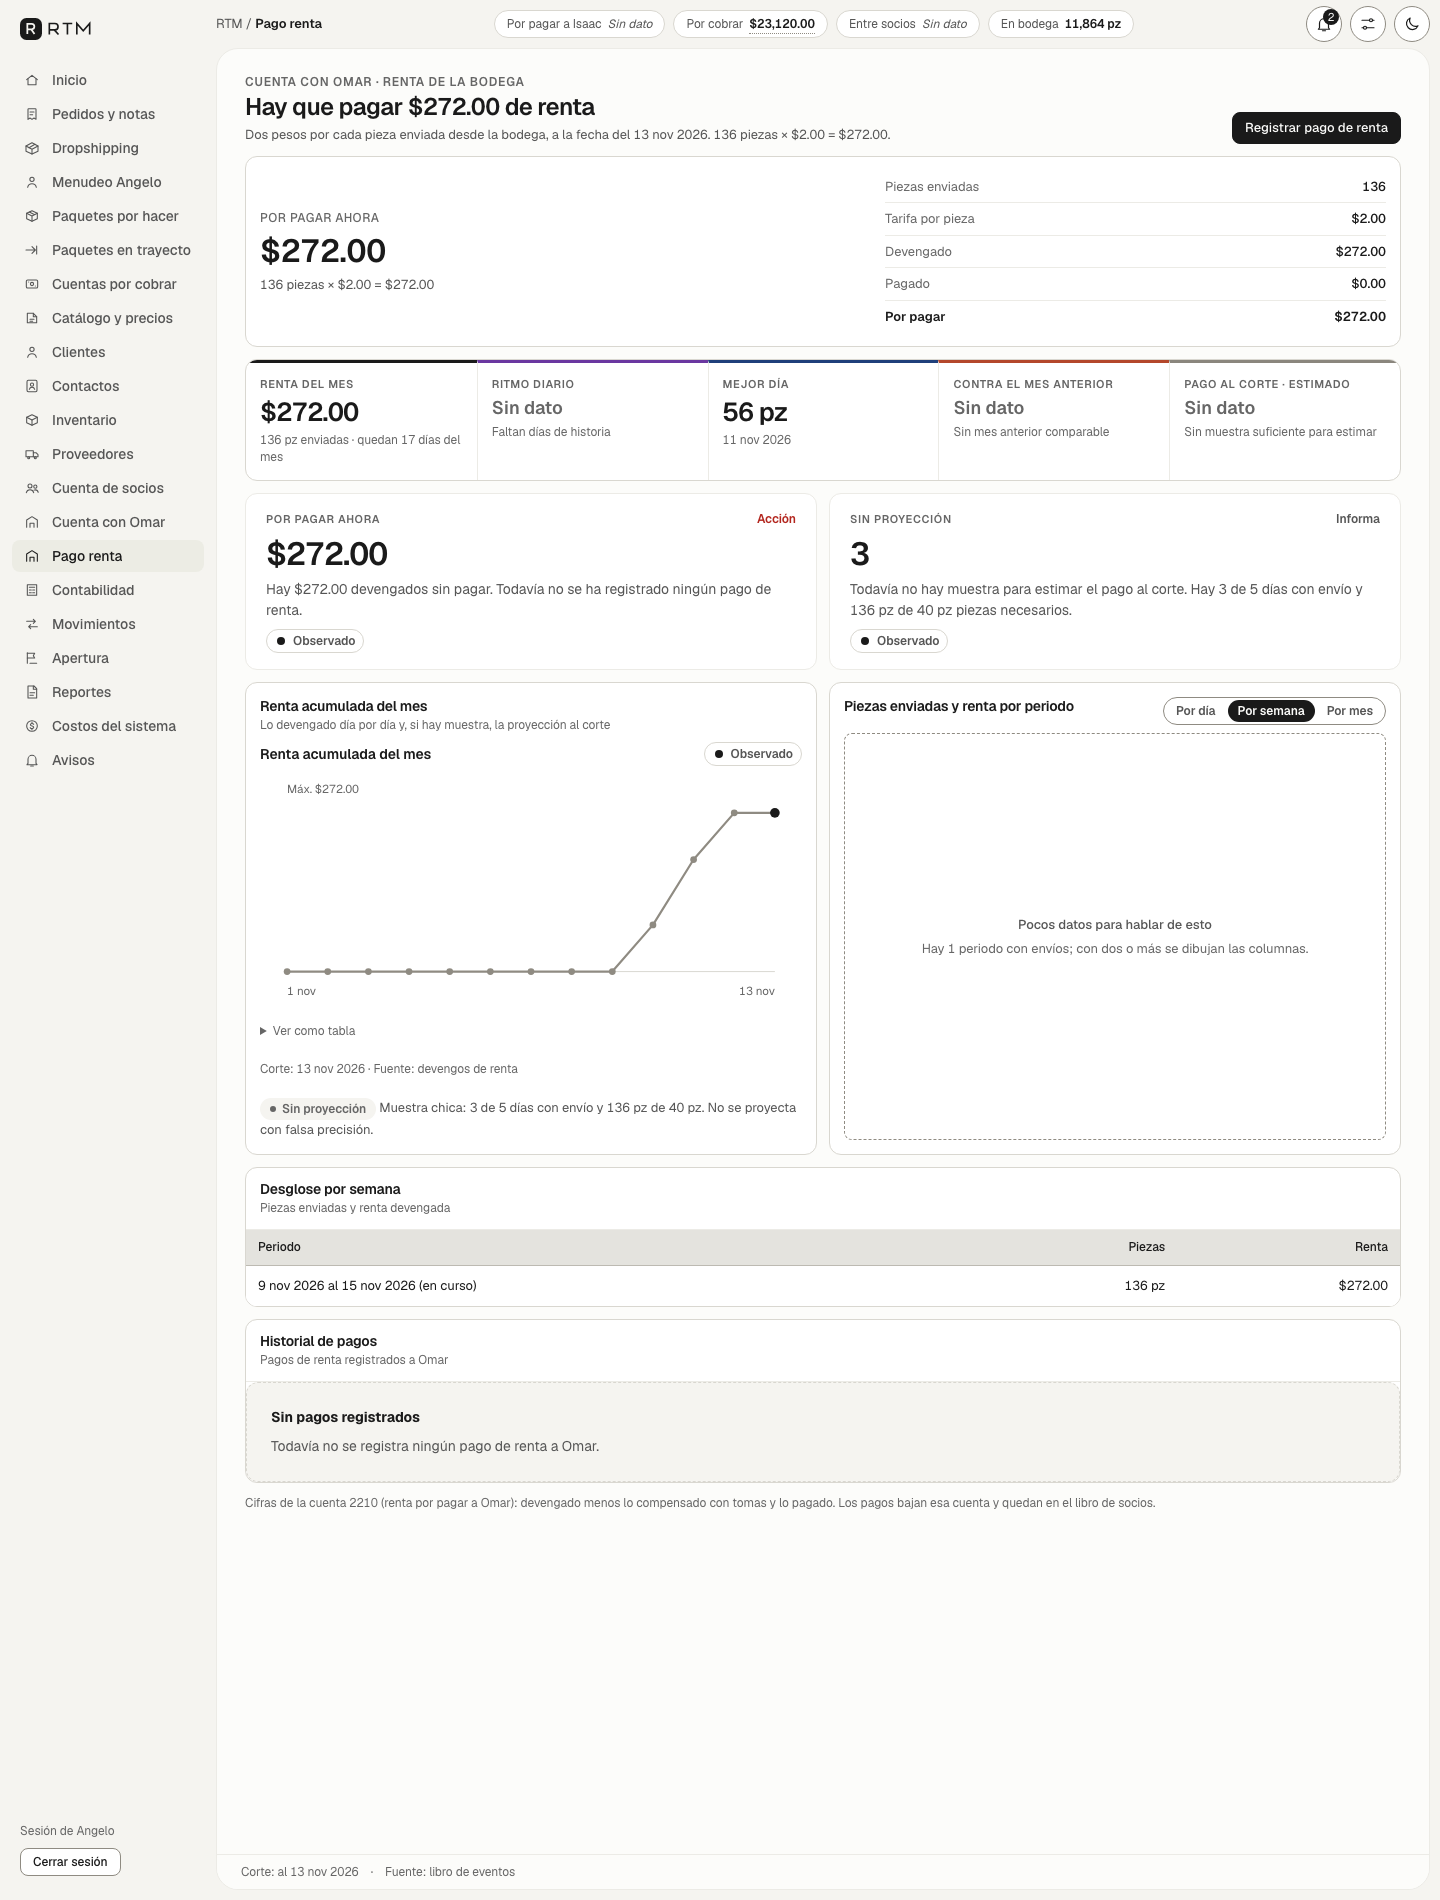 R RTM
RTM / Pago renta
Por pagar a Isaac Sin dato
Por cobrar $23,120.00
Entre socios Sin dato
En bodega 11,864 pz
2
Inicio
Pedidos y notas
Dropshipping
Menudeo Angelo
Paquetes por hacer
Paquetes en trayecto
Cuentas por cobrar
Catálogo y precios
Clientes
Contactos
Inventario
Proveedores
Cuenta de socios
Cuenta con Omar
Pago renta
Contabilidad
Movimientos
Apertura
Reportes
Costos del sistema
Avisos
Sesión de Angelo
Cerrar sesión
CUENTA CON OMAR · RENTA DE LA BODEGA
Hay que pagar $272.00 de renta
Dos pesos por cada pieza enviada desde la bodega, a la fecha del 13 nov 2026. 136 piezas × $2.00 = $272.00.
Registrar pago de renta
POR PAGAR AHORA
$272.00
136 piezas × $2.00 = $272.00
Piezas enviadas 136
Tarifa por pieza $2.00
Devengado $272.00
Pagado $0.00
Por pagar $272.00
RENTA DEL MES
$272.00
136 pz enviadas · quedan 17 dias del
mes
RITMO DIARIO
Sin dato
Faltan días de historia
MEJOR DÍA
56 pz
11 nov 2026
CONTRA EL MES ANTERIOR
Sin dato
Sin mes anterior comparable
PAGO AL CORTE · ESTIMADO
Sin dato
Sin muestra suficiente para estimar
POR PAGAR AHORA Acción
$272.00
Hay $272.00 devengados sin pagar. Todavía no se ha registrado ningún pago de
renta.
Observado
SIN PROYECCIÓN Informa
3
Todavía no hay muestra para estimar el pago al corte. Hay 3 de 5 días con envío y
136 pz de 40 pz piezas necesarios.
Observado
Renta acumulada del mes
Lo devengado día por día y, si hay muestra, la proyección al corte
Renta acumulada del mes Observado
Máx. $272.00
1 nov 13 nov
Ver como tabla
Corte: 13 nov 2026 · Fuente: devengos de renta
Sin proyección Muestra chica: 3 de 5 días con envío y 136 pz de 40 pz. No se proyecta
con falsa precisión.
Piezas enviadas y renta por periodo
Por día Por semana Por mes
Pocos datos para hablar de esto
Hay 1 periodo con envíos; con dos o más se dibujan las columnas.
Desglose por semana
Piezas enviadas y renta devengada
Periodo Piezas Renta
9 nov 2026 al 15 nov 2026 (en curso) 136 pz $272.00
Historial de pagos
Pagos de renta registrados a Omar
Sin pagos registrados
Todavía no se registra ningún pago de renta a Omar.
Cifras de la cuenta 2210 (renta por pagar a Omar): devengado menos lo compensado con tomas y lo pagado. Los pagos bajan esa cuenta y quedan en el libro de socios.
Corte: al 13 nov 2026 · Fuente: libro de eventos